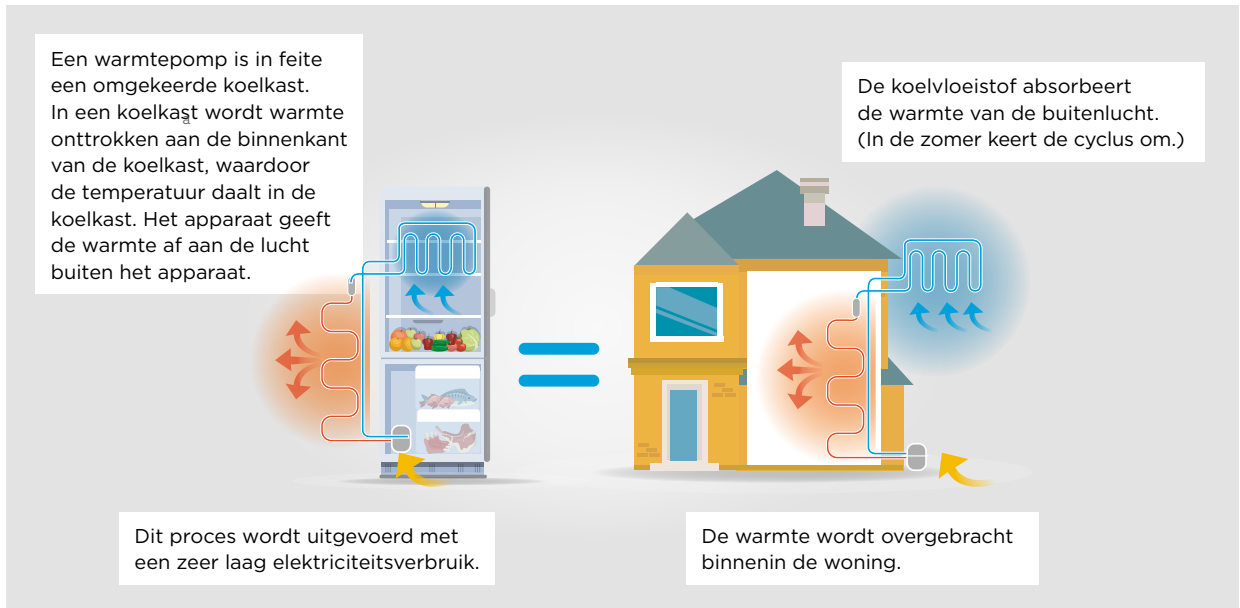 Een warmtepomp is in feite
een omgekeerde koelkast.
In een koelkast wordt warmte
a
onttrokken aan de binnenkant
van de koelkast, waardoor
de temperatuur daalt in de
koelkast. Het apparaat geeft
de warmte af aan de lucht
buiten het apparaat.
De koelvloeistof absorbeert
de warmte van de buitenlucht.
(In de zomer keert de cyclus om.)
Dit proces wordt uitgevoerd met
een zeer laag elektriciteitsverbruik.
De warmte wordt overgebracht
binnenin de woning.